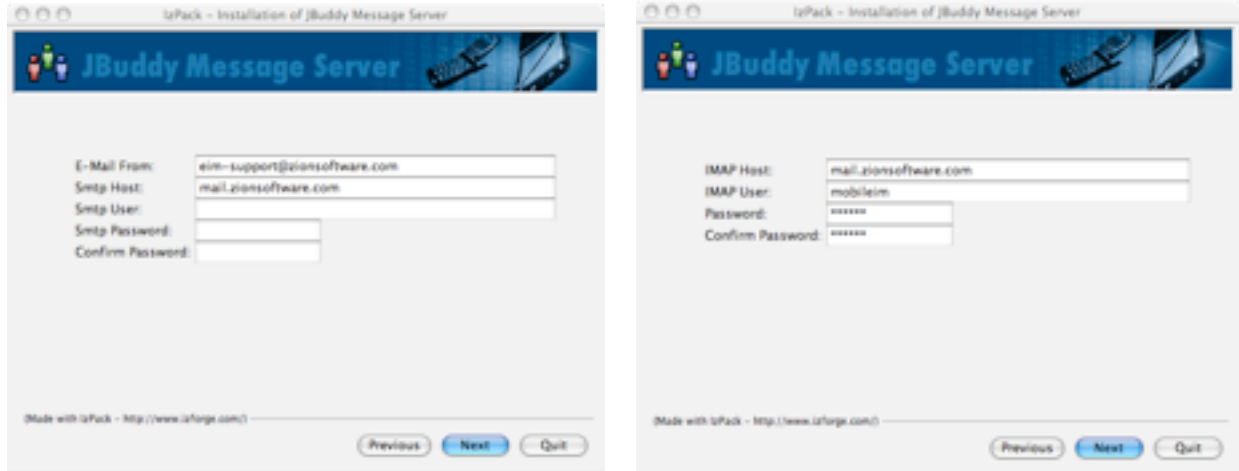 IzPack - Installation of JBuddy Message Server
JBuddy Message Server
E-Mail From: eim-support@zionsoftware.com
Smtp Host: mail.zionsoftware.com
Smtp User:
Smtp Password:
Confirm Password:
(Made with IzPack - http://www.izforge.com/)
Previous Next Quit
IzPack - Installation of JBuddy Message Server
JBuddy Message Server
IMAP Host: mail.zionsoftware.com
IMAP User: mobileim
Password: ******
Confirm Password: ******
(Made with IzPack - http://www.izforge.com/)
Previous Next Quit